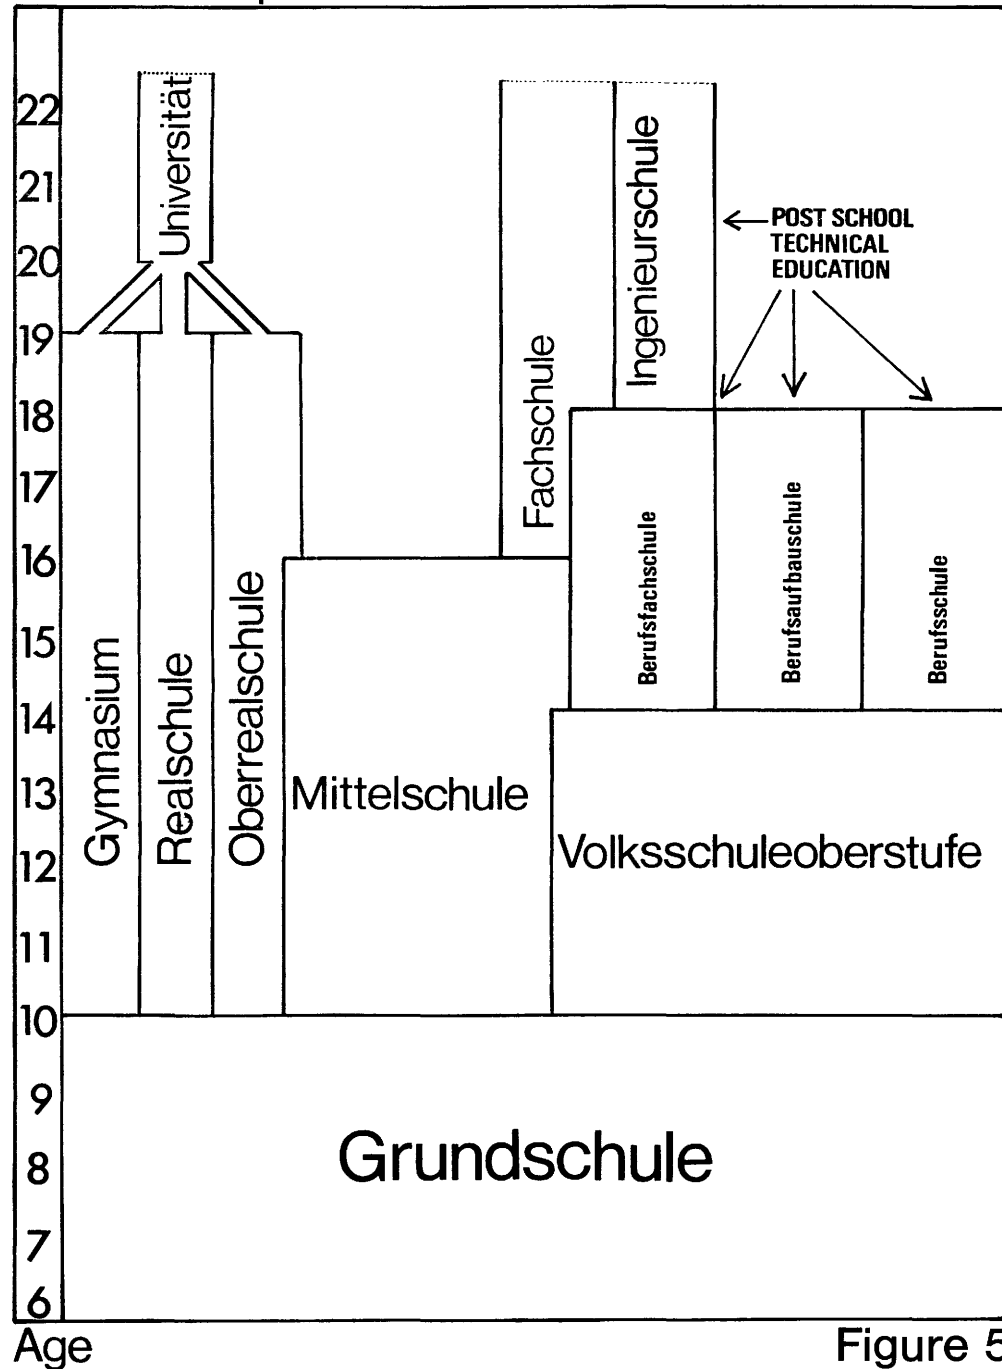 22
21
20
19
18
17
16
15
14
13
12
11
10
9
8
7
6
Age
Universität
Gymnasium
Realschule
Oberrealschule
Mittelschule
Fachschule
Ingenieurschule
POST SCHOOL
TECHNICAL
EDUCATION
Berufsfachschule
Berufsaufbauschule
Berufsschule
Volksschuleoberstufe
Grundschule
Figure 5